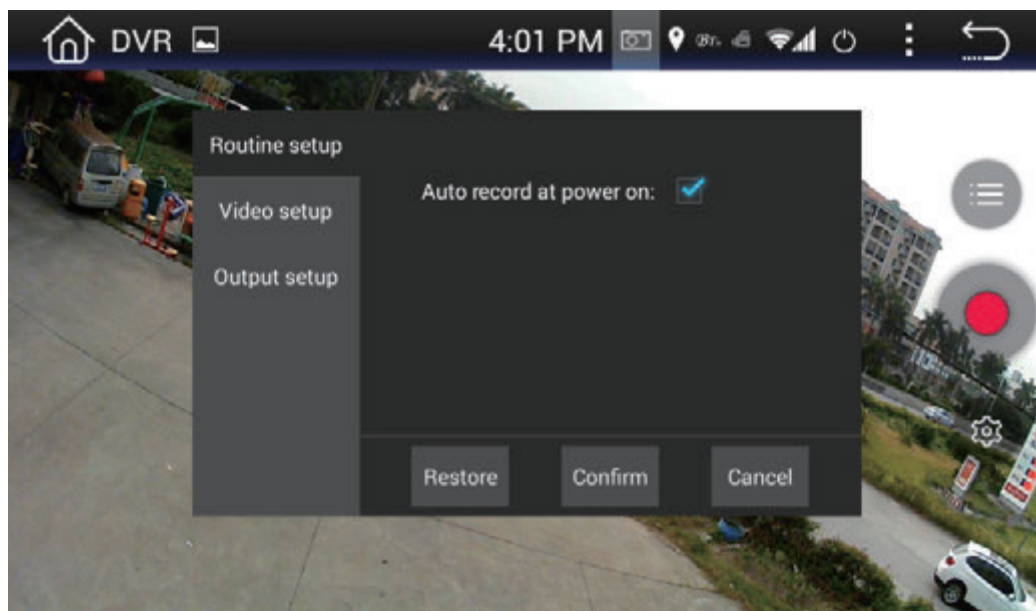 DVR
4:01 PM
Routine setup
Video setup
Output setup
Auto record at power on:
Restore
Confirm
Cancel